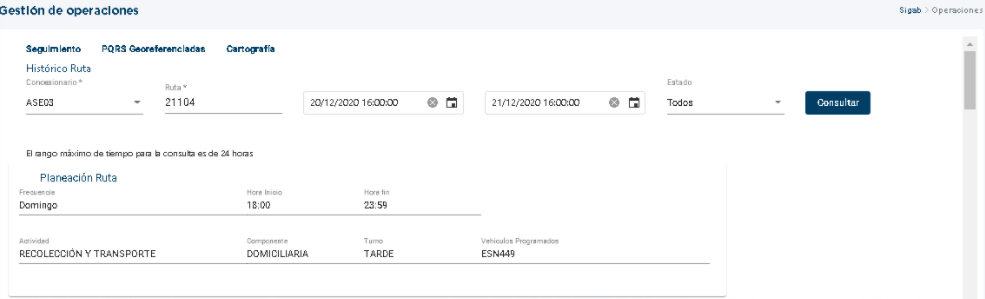 Gestión de operaciones
Sigab > Operaciones
Seguimiento PQRS Georeferenciadas Cartografía
Histórico Ruta
Concesionario * Ruta * Estado
ASE03 21104 20/12/2020 16:00:00 21/12/2020 16:00:00 Todos Consultar
El rango máximo de tiempo para la consulta es de 24 horas
Planeación Ruta
Frecuencia Hora Inicio Hora fin
Domingo 18:00 23:59
Actividad Componente Turno Vehículos Programados
RECOLECCIÓN Y TRANSPORTE DOMICILIARIA TARDE ESN449